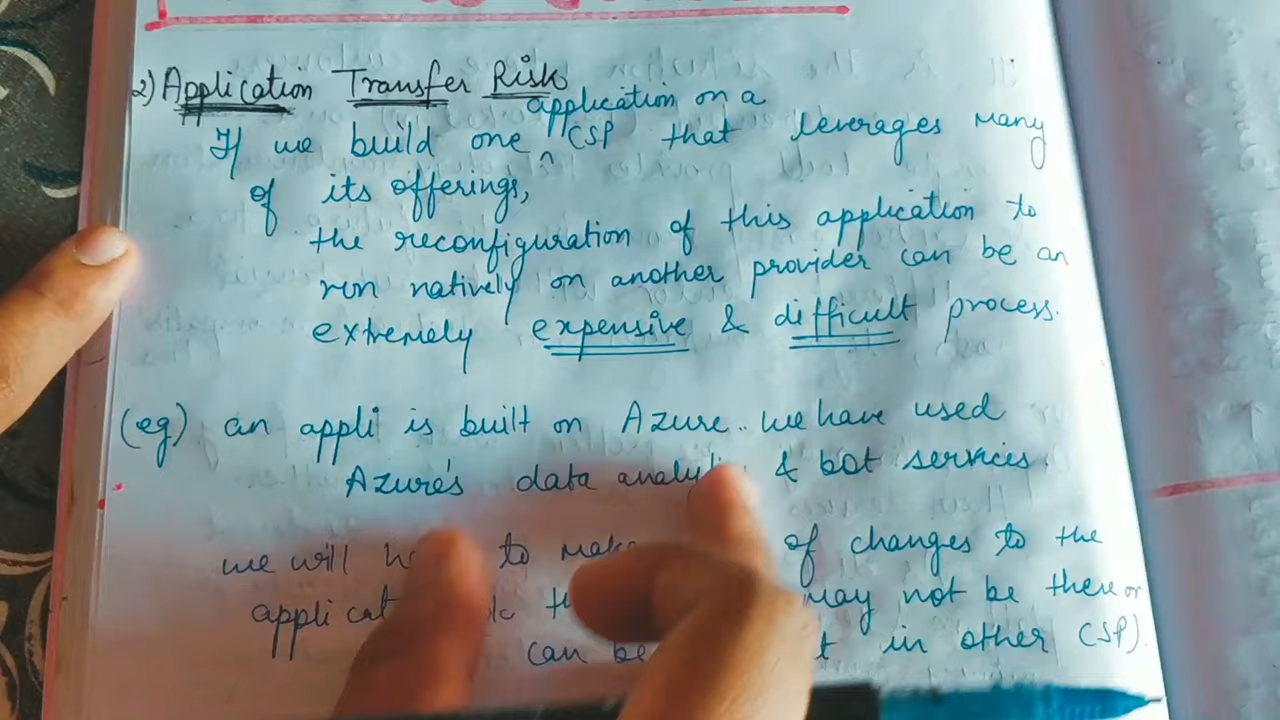 2) Application Transfer Risk
If we build one application on a CSP that leverages many
of its offerings,
the reconfiguration of this application to
run natively on another provider can be an
extremely expensive & difficult process.
(eg) an appli is built on Azure.. we have used
Azure's data & bot services.
we will to of changes to the
may not be there or
can be in other CSP)